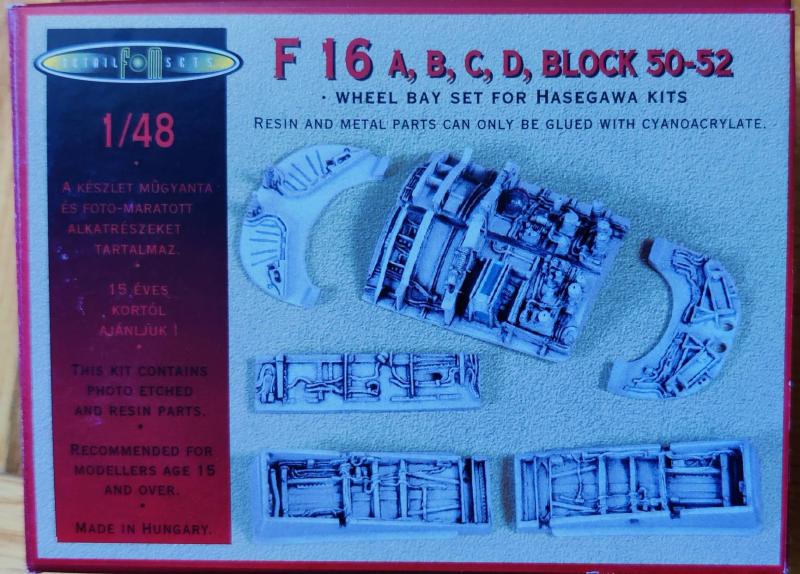 DETAIL FOM SETS
F 16 A, B, C, D, BLOCK 50-52
· WHEEL BAY SET FOR HASEGAWA KITS
RESIN AND METAL PARTS CAN ONLY BE GLUED WITH CYANOACRYLATE.
1/48
•
A KÉSZLET MŰGYANTA
ÉS FOTO-MARATOTT
ALKATRÉSZEKET
TARTALMAZ.
•
15 ÉVES
KORTÓL
AJÁNLJUK !
•
THIS KIT CONTAINS
PHOTO ETCHED
AND RESIN PARTS.
•
RECOMMENDED FOR
MODELLERS AGE 15
AND OVER.
•
MADE IN HUNGARY.